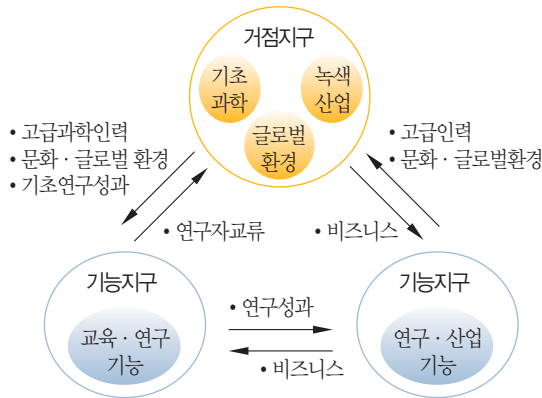 거점지구
기초
과학
녹색
산업
글로벌
환경
• 고급과학인력
• 문화 · 글로벌 환경
• 기초연구성과
• 고급인력
• 문화 · 글로벌환경
• 연구자교류
• 비즈니스
기능지구
교육 · 연구
기능
• 연구성과
• 비즈니스
기능지구
연구 · 산업
기능